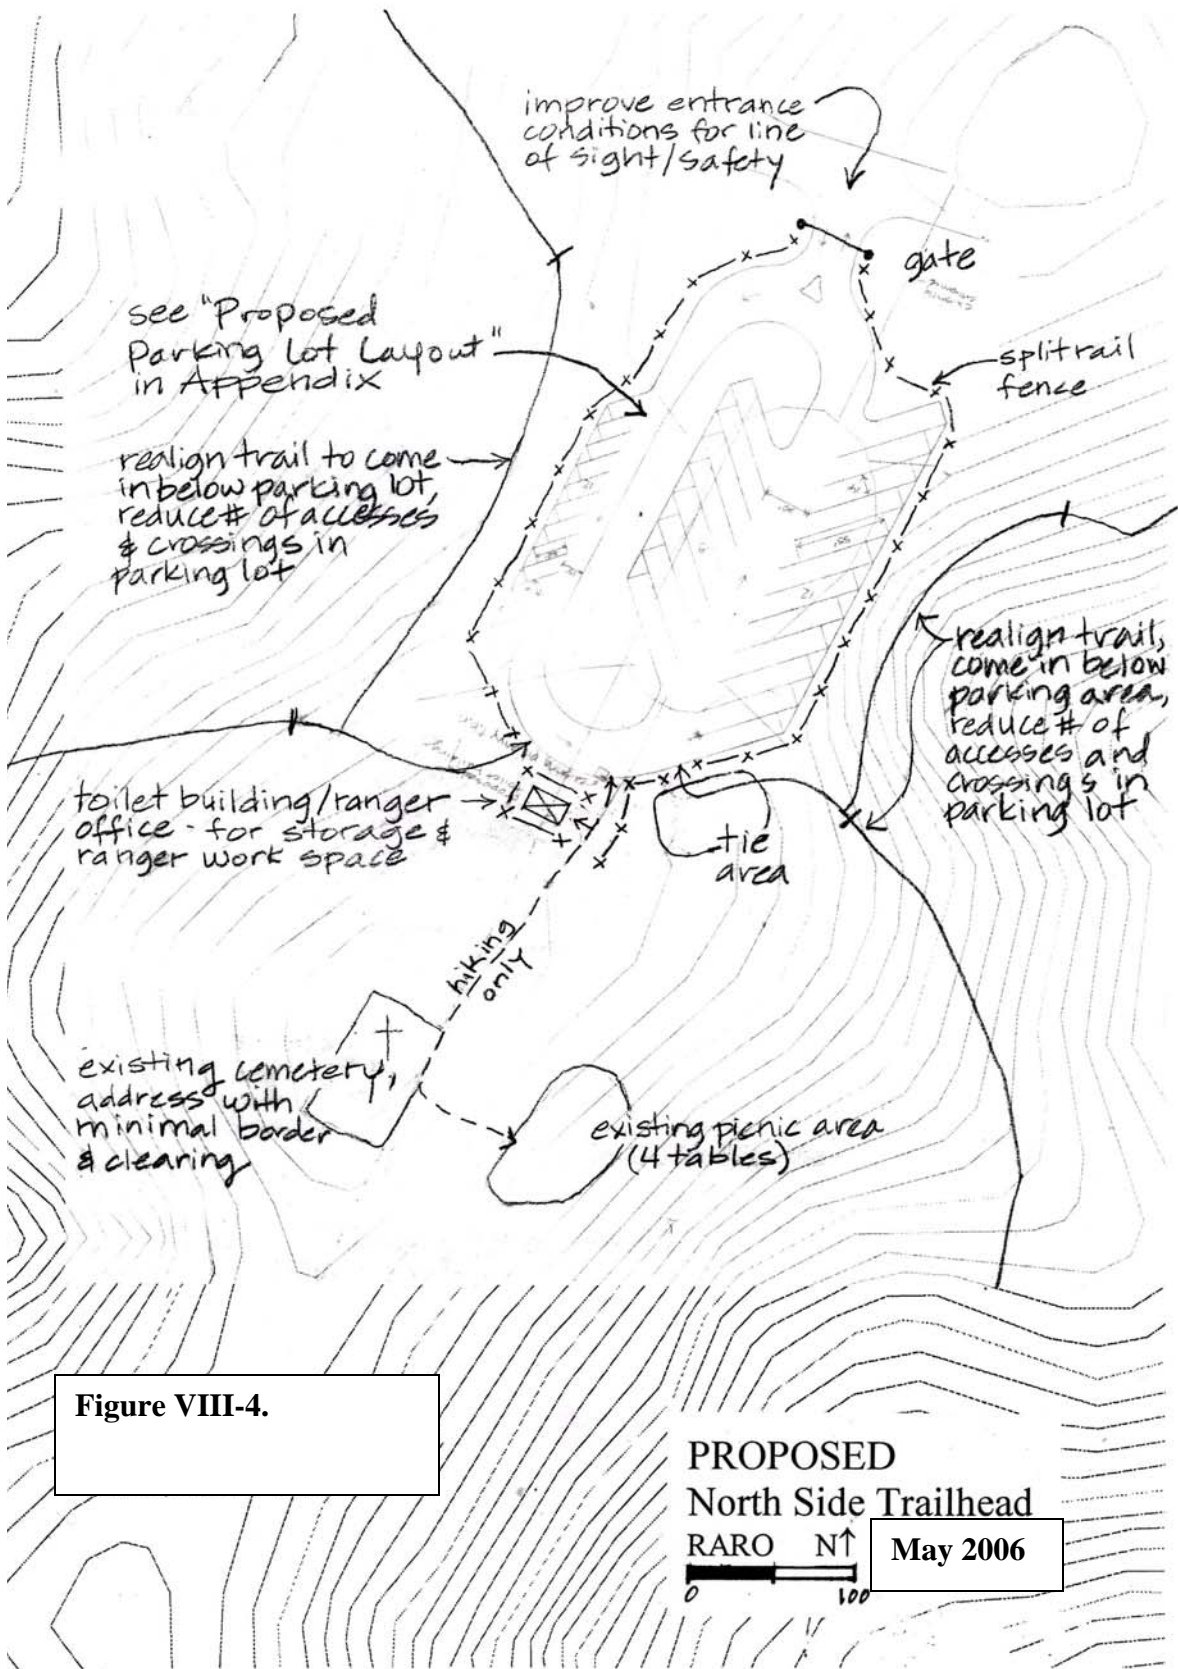 improve entrance
conditions for line
of sight/safety
gate
see "Proposed
Parking Lot Layout"
in Appendix
splitrail
fence
realign trail to come
in below parking lot,
reduce # of accesses
& crossings in
parking lot
realign trail,
come in below
parking area,
reduce # of
accesses and
crossings in
parking lot
toilet building/ranger
office - for storage &
ranger work space
tie
area
hiking
only
existing cemetery,
address with
minimal border
& clearing
existing picnic area
(4 tables)
Figure VIII-4.
PROPOSED
North Side Trailhead
RARO N↑
May 2006
0 100